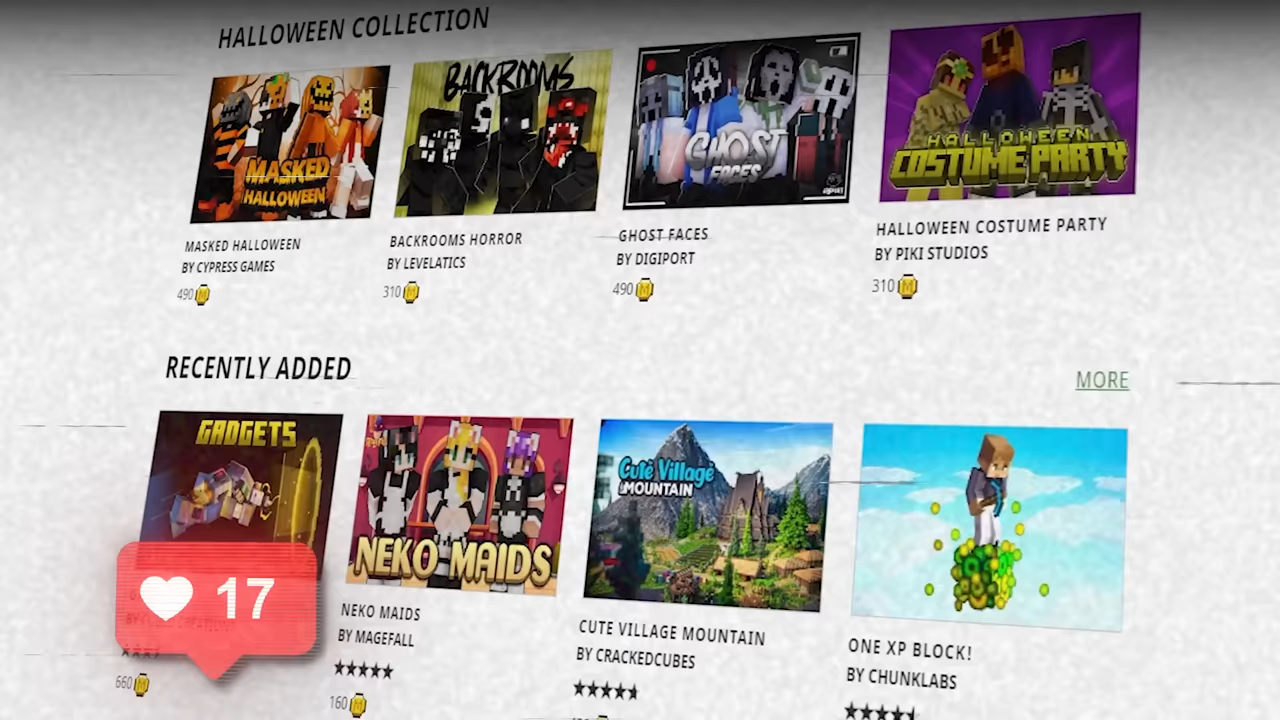 HALLOWEEN COLLECTION
MASKED
HALLOWEEN
BACKROOMS
GHOST
FACES
HALLOWEEN
COSTUME PARTY
MASKED HALLOWEEN
BY CYPRESS GAMES
490
BACKROOMS HORROR
BY LEVELATICS
310
GHOST FACES
BY DIGIPORT
490
HALLOWEEN COSTUME PARTY
BY PIKI STUDIOS
310
RECENTLY ADDED
MORE
GADGETS
NEKO MAIDS
Cute Village
MOUNTAIN
17
660
NEKO MAIDS
BY MAGEFALL
160
CUTE VILLAGE MOUNTAIN
BY CRACKEDCUBES
ONE XP BLOCK!
BY CHUNKLABS